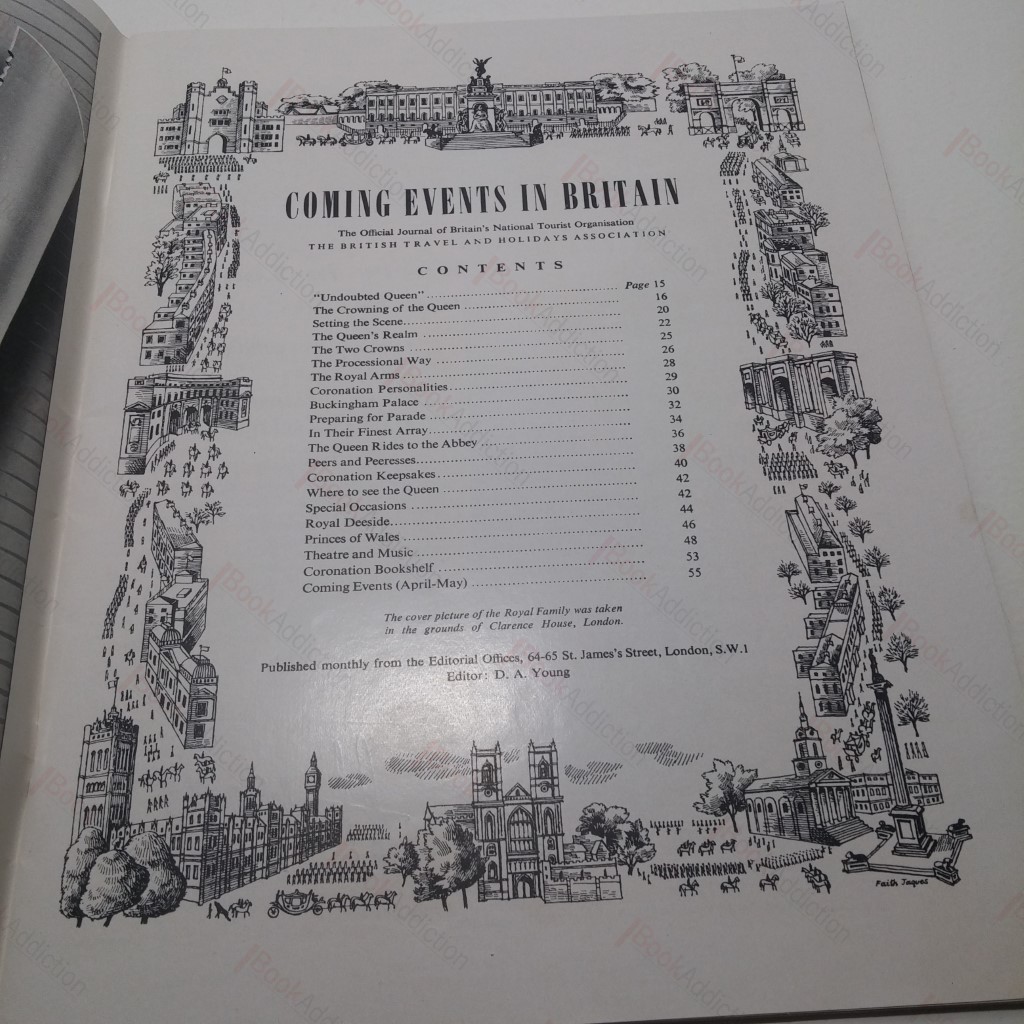 COMING EVENTS IN BRITAIN
The Official Journal of Britain's National Tourist Organisation
THE BRITISH TRAVEL AND HOLIDAYS ASSOCIATION
CONTENTS
"Undoubted Queen" ........ Page 15
The Crowning of the Queen ........ 16
Setting the Scene ........ 20
The Queen's Realm ........ 22
The Two Crowns ........ 25
The Processional Way ........ 26
The Royal Arms ........ 28
Coronation Personalities ........ 29
Buckingham Palace ........ 30
Preparing for Parade ........ 32
In Their Finest Array ........ 34
The Queen Rides to the Abbey ........ 36
Peers and Peeresses ........ 38
Coronation Keepsakes ........ 40
Where to see the Queen ........ 42
Special Occasions ........ 42
Royal Deeside ........ 44
Princes of Wales ........ 46
Theatre and Music ........ 48
Coronation Bookshelf ........ 53
Coming Events (April-May) ........ 55
The cover picture of the Royal Family was taken
in the grounds of Clarence House, London.
Published monthly from the Editorial Offices, 64-65 St. James's Street, London, S.W.1
Editor: D. A. Young
Faith Jaques
BookAddiction